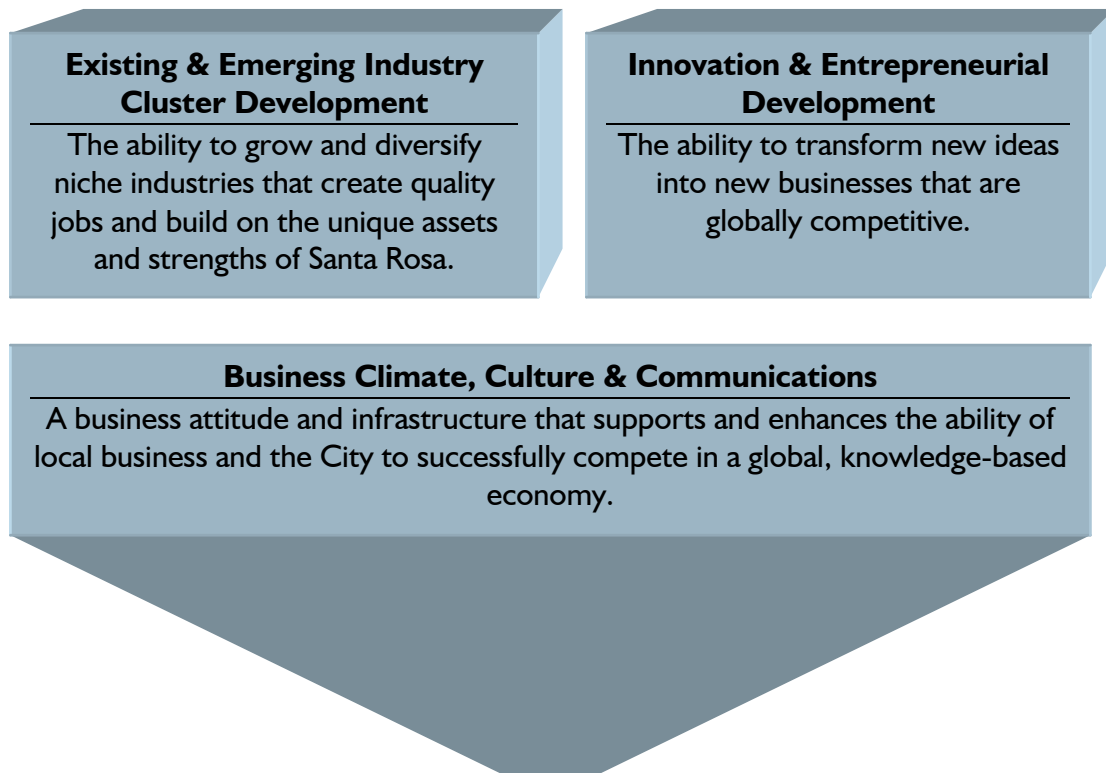 Existing & Emerging Industry
Cluster Development
The ability to grow and diversify
niche industries that create quality
jobs and build on the unique assets
and strengths of Santa Rosa.
Innovation & Entrepreneurial
Development
The ability to transform new ideas
into new businesses that are
globally competitive.
Business Climate, Culture & Communications
A business attitude and infrastructure that supports and enhances the ability of
local business and the City to successfully compete in a global, knowledge-based
economy.